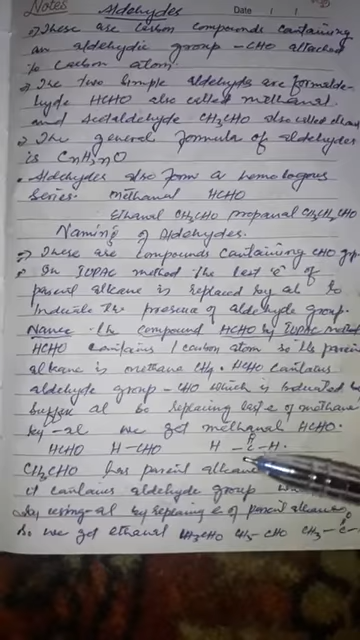 Notes Aldehydes Date / /
These are carbon compounds containing
an aldehydic group -CHO attached
to carbon atom
The two simple aldehydes are formalde-
hyde HCHO also called methanal
and Acetaldehyde CH3CHO also called
The general formula of aldehydes
is CnH2nO
Aldehydes also form a homologous
series. methanal HCHO
Ethanal CH3CHO propanal CH3CH2CHO
Naming of Aldehydes.
These are compounds containing CHO gp.
In IUPAC method the last 'e' of
parent alkane is replaced by al to
indicate the presence of aldehyde group.
Name the compound HCHO by IUPAC method
HCHO contains 1 carbon atom so its parent
alkane is methane CH4. HCHO contains
aldehyde group -CHO which is indicated by
suffix al so replacing last e of methane
by -al we get methanal HCHO.
HCHO H-CHO H - C - H.
CH3CHO has parent alkane
it contains aldehyde group
by using -al by replacing e of parent alkane
So we get ethanal CH3CHO CH3-CHO CH3-C-